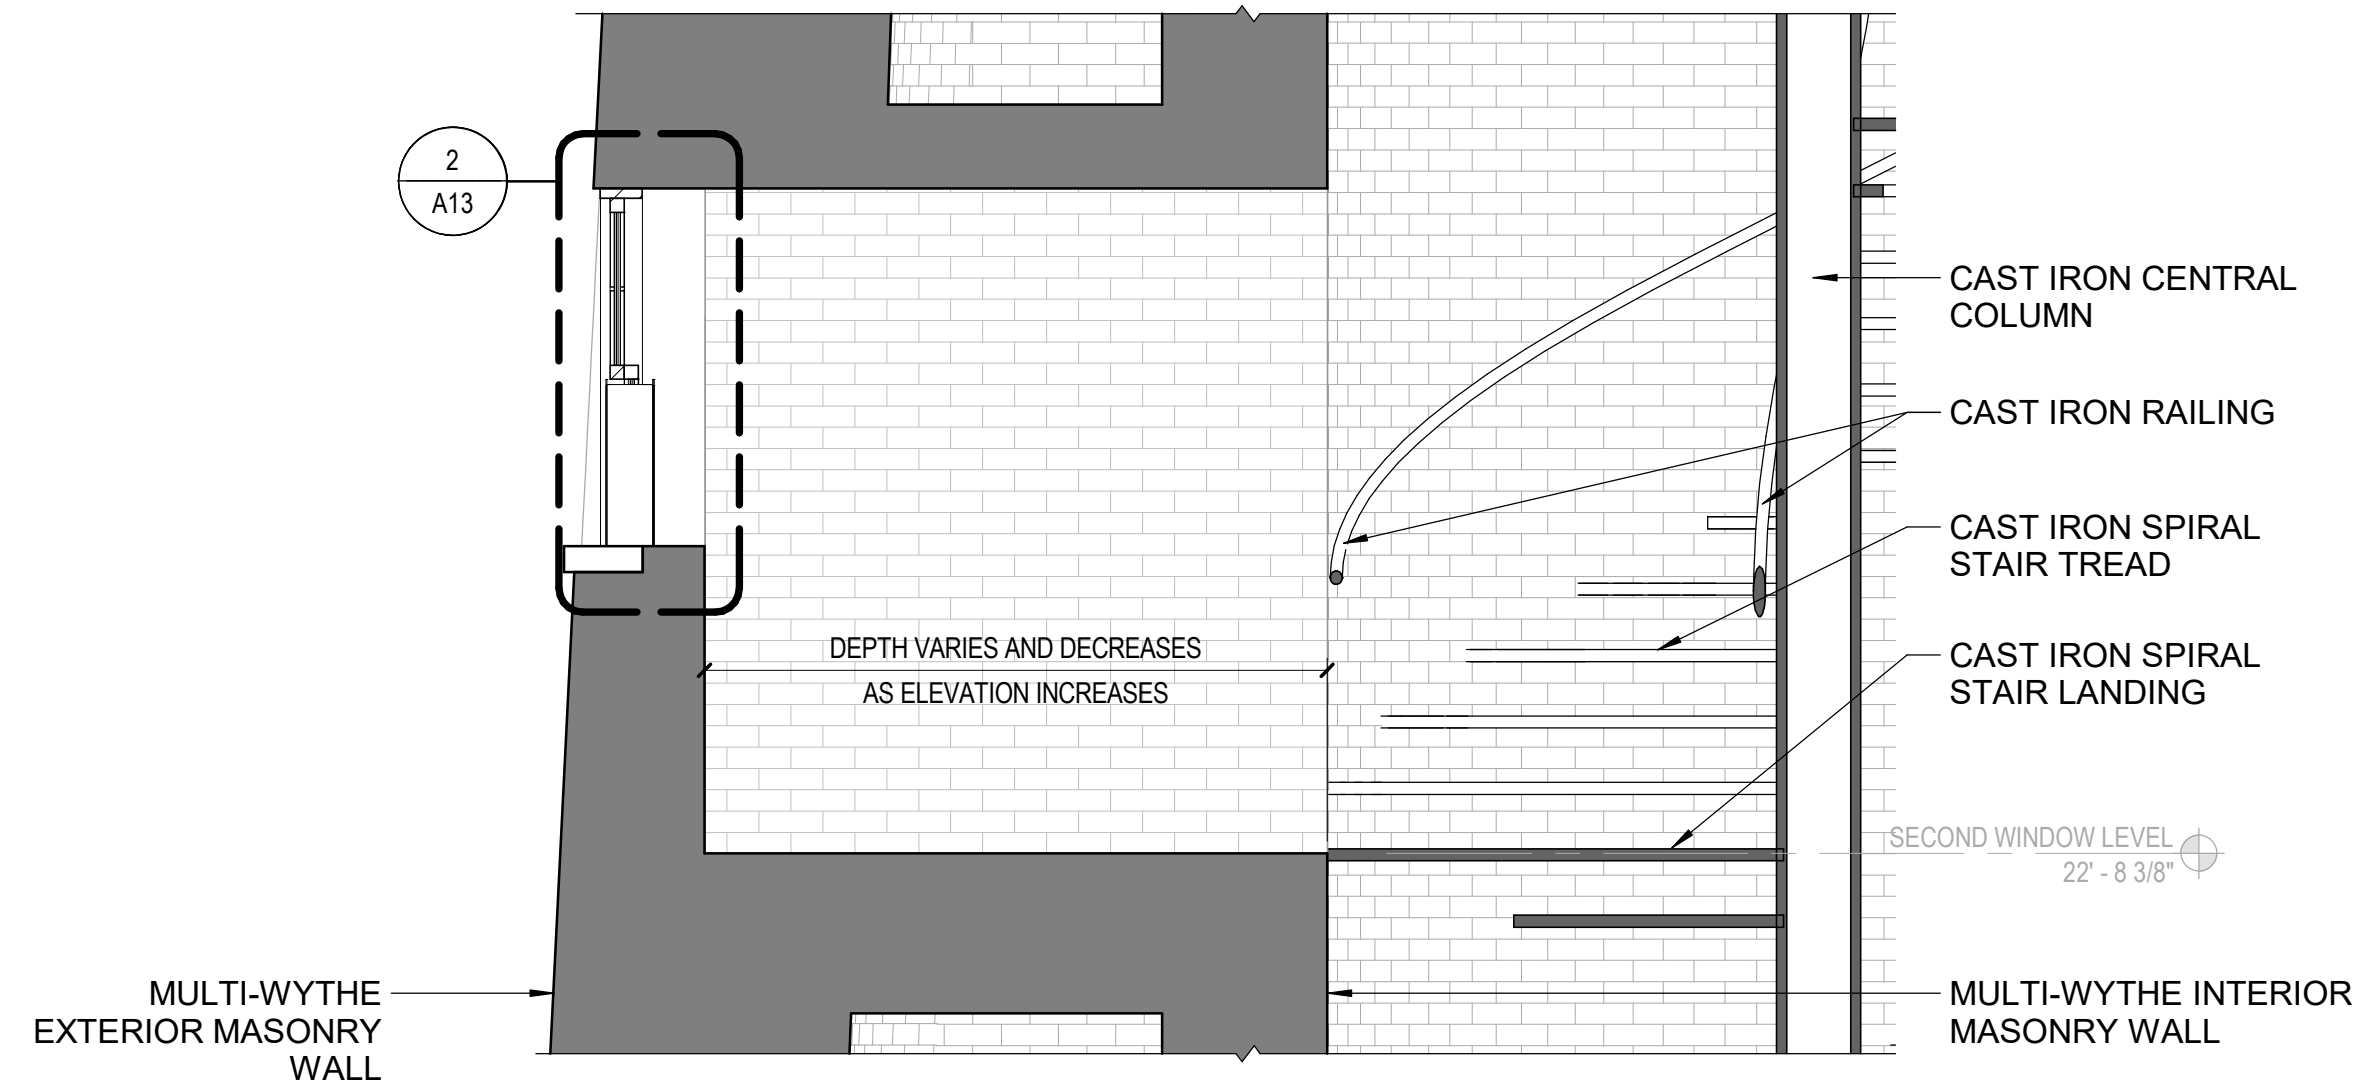 2
A13
CAST IRON CENTRAL
COLUMN
CAST IRON RAILING
CAST IRON SPIRAL
STAIR TREAD
DEPTH VARIES AND DECREASES
AS ELEVATION INCREASES
CAST IRON SPIRAL
STAIR LANDING
SECOND WINDOW LEVEL
22' - 8 3/8"
MULTI-WYTHE
EXTERIOR MASONRY
WALL
MULTI-WYTHE INTERIOR
MASONRY WALL